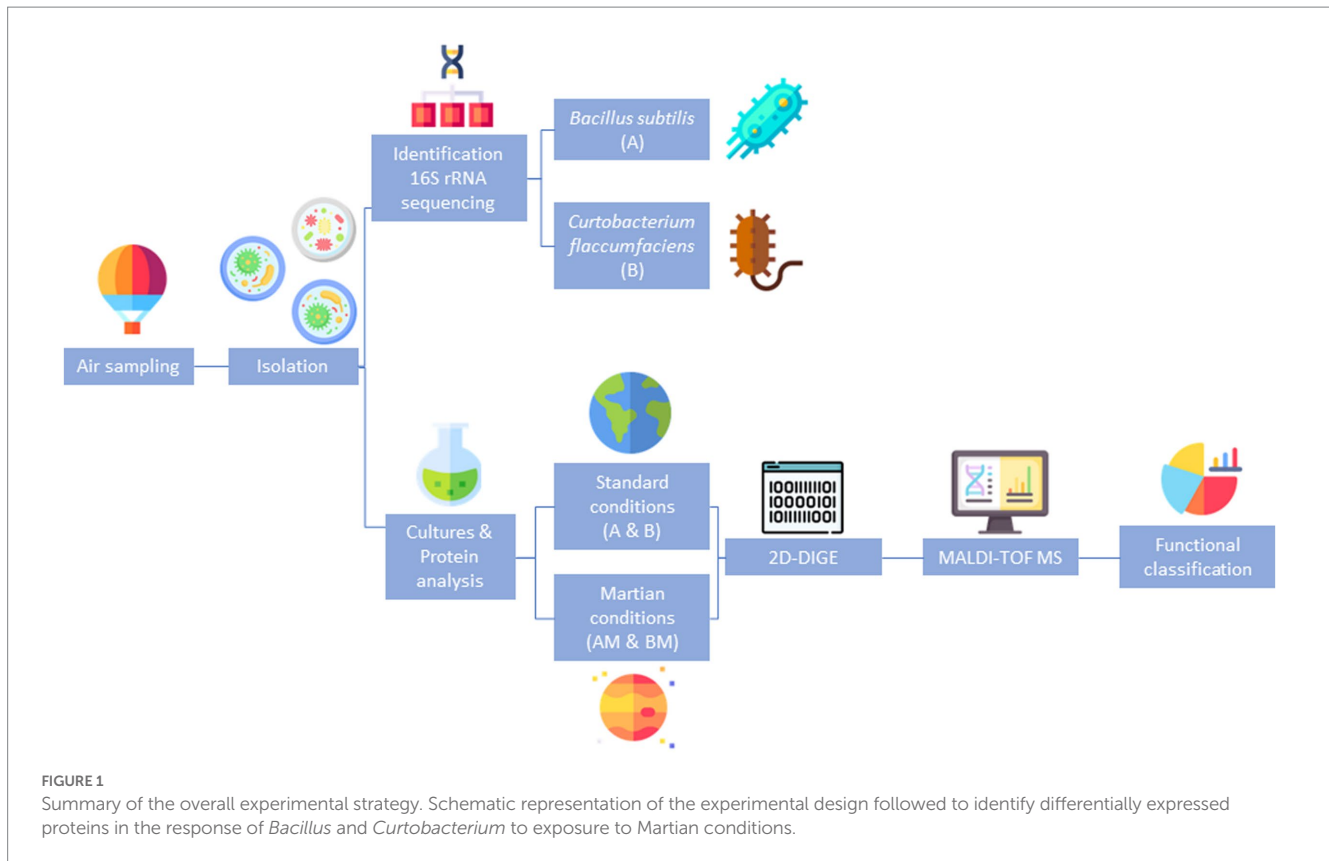 Identification
16S rRNA
sequencing
Bacillus subtilis
(A)
Curtobacterium
flaccumfaciens
(B)
Air sampling
Isolation
Cultures &
Protein
analysis
Standard
conditions
(A & B)
Martian
conditions
(AM & BM)
10011111101
10000101
1011111001
2D-DIGE
MALDI-TOF MS
Functional
classification
FIGURE 1
Summary of the overall experimental strategy. Schematic representation of the experimental design followed to identify differentially expressed
proteins in the response of Bacillus and Curtobacterium to exposure to Martian conditions.